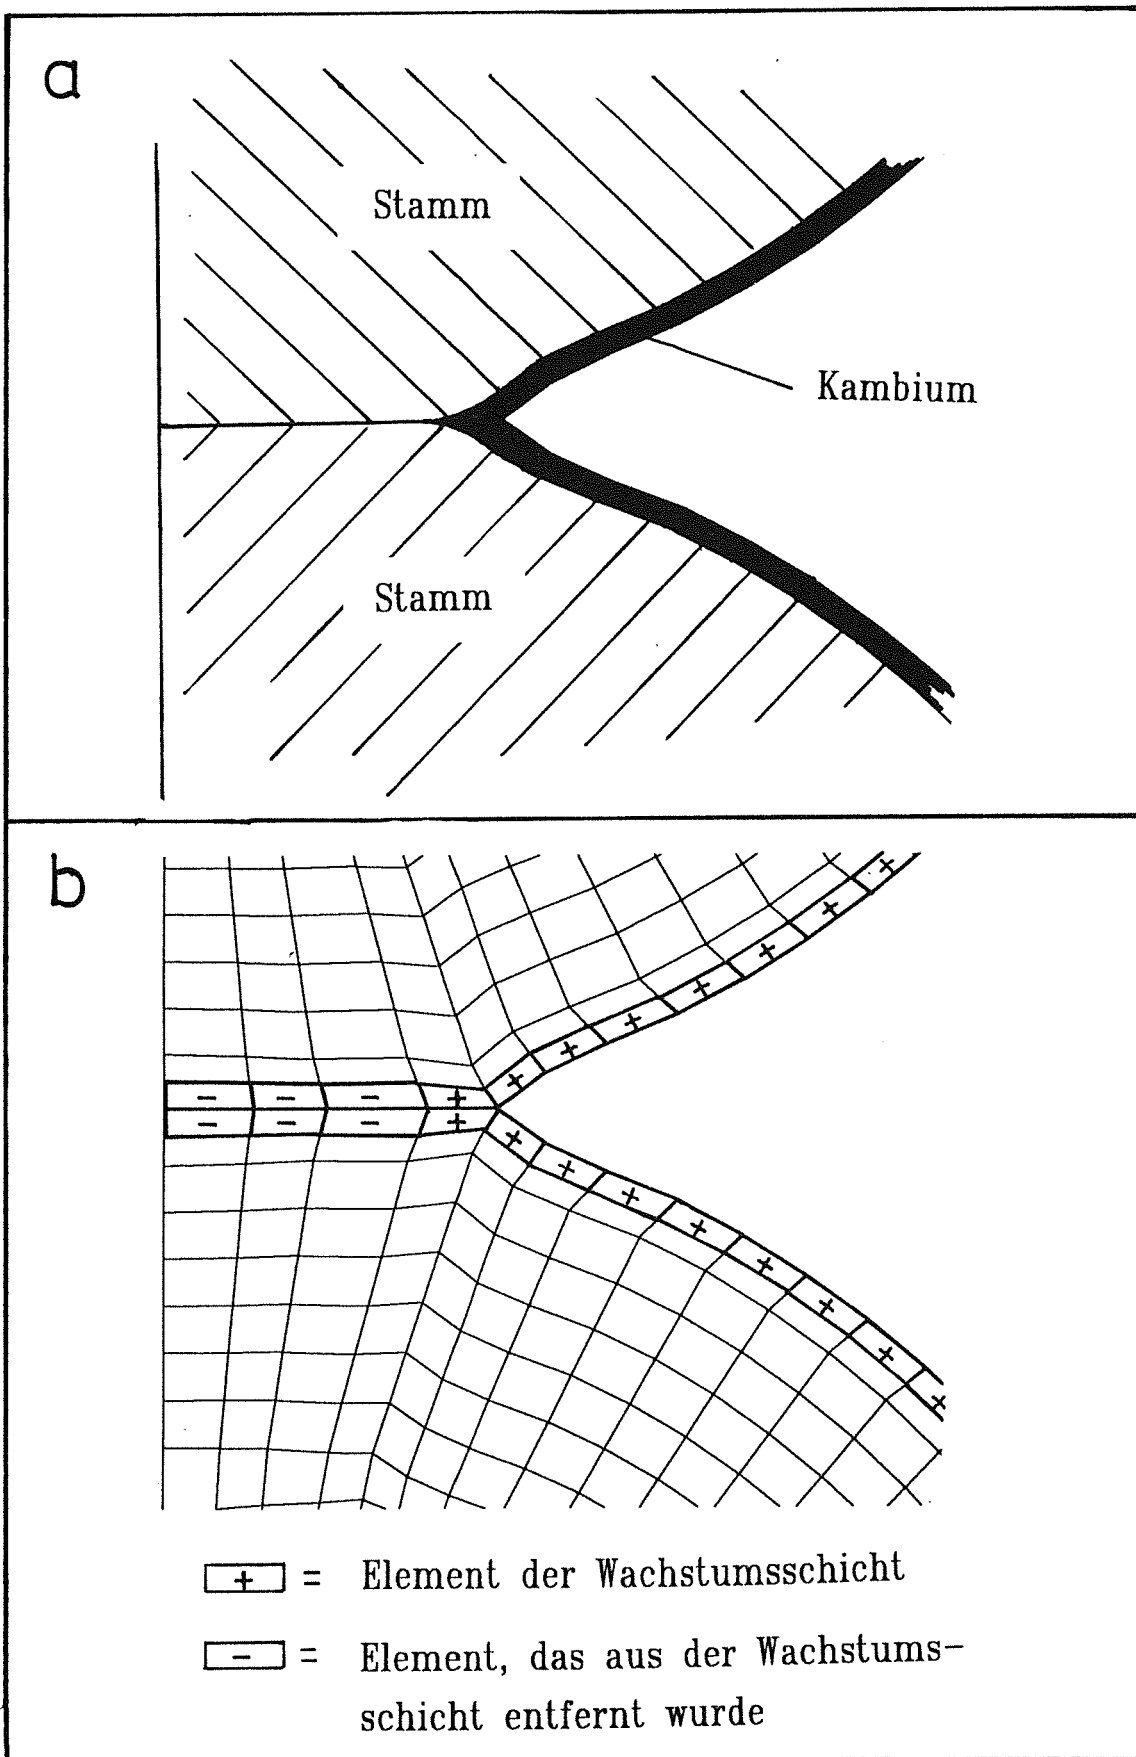 a
Stamm
Kambium
Stamm
b
+ = Element der Wachstumsschicht
- = Element, das aus der Wachstums-
schicht entfernt wurde